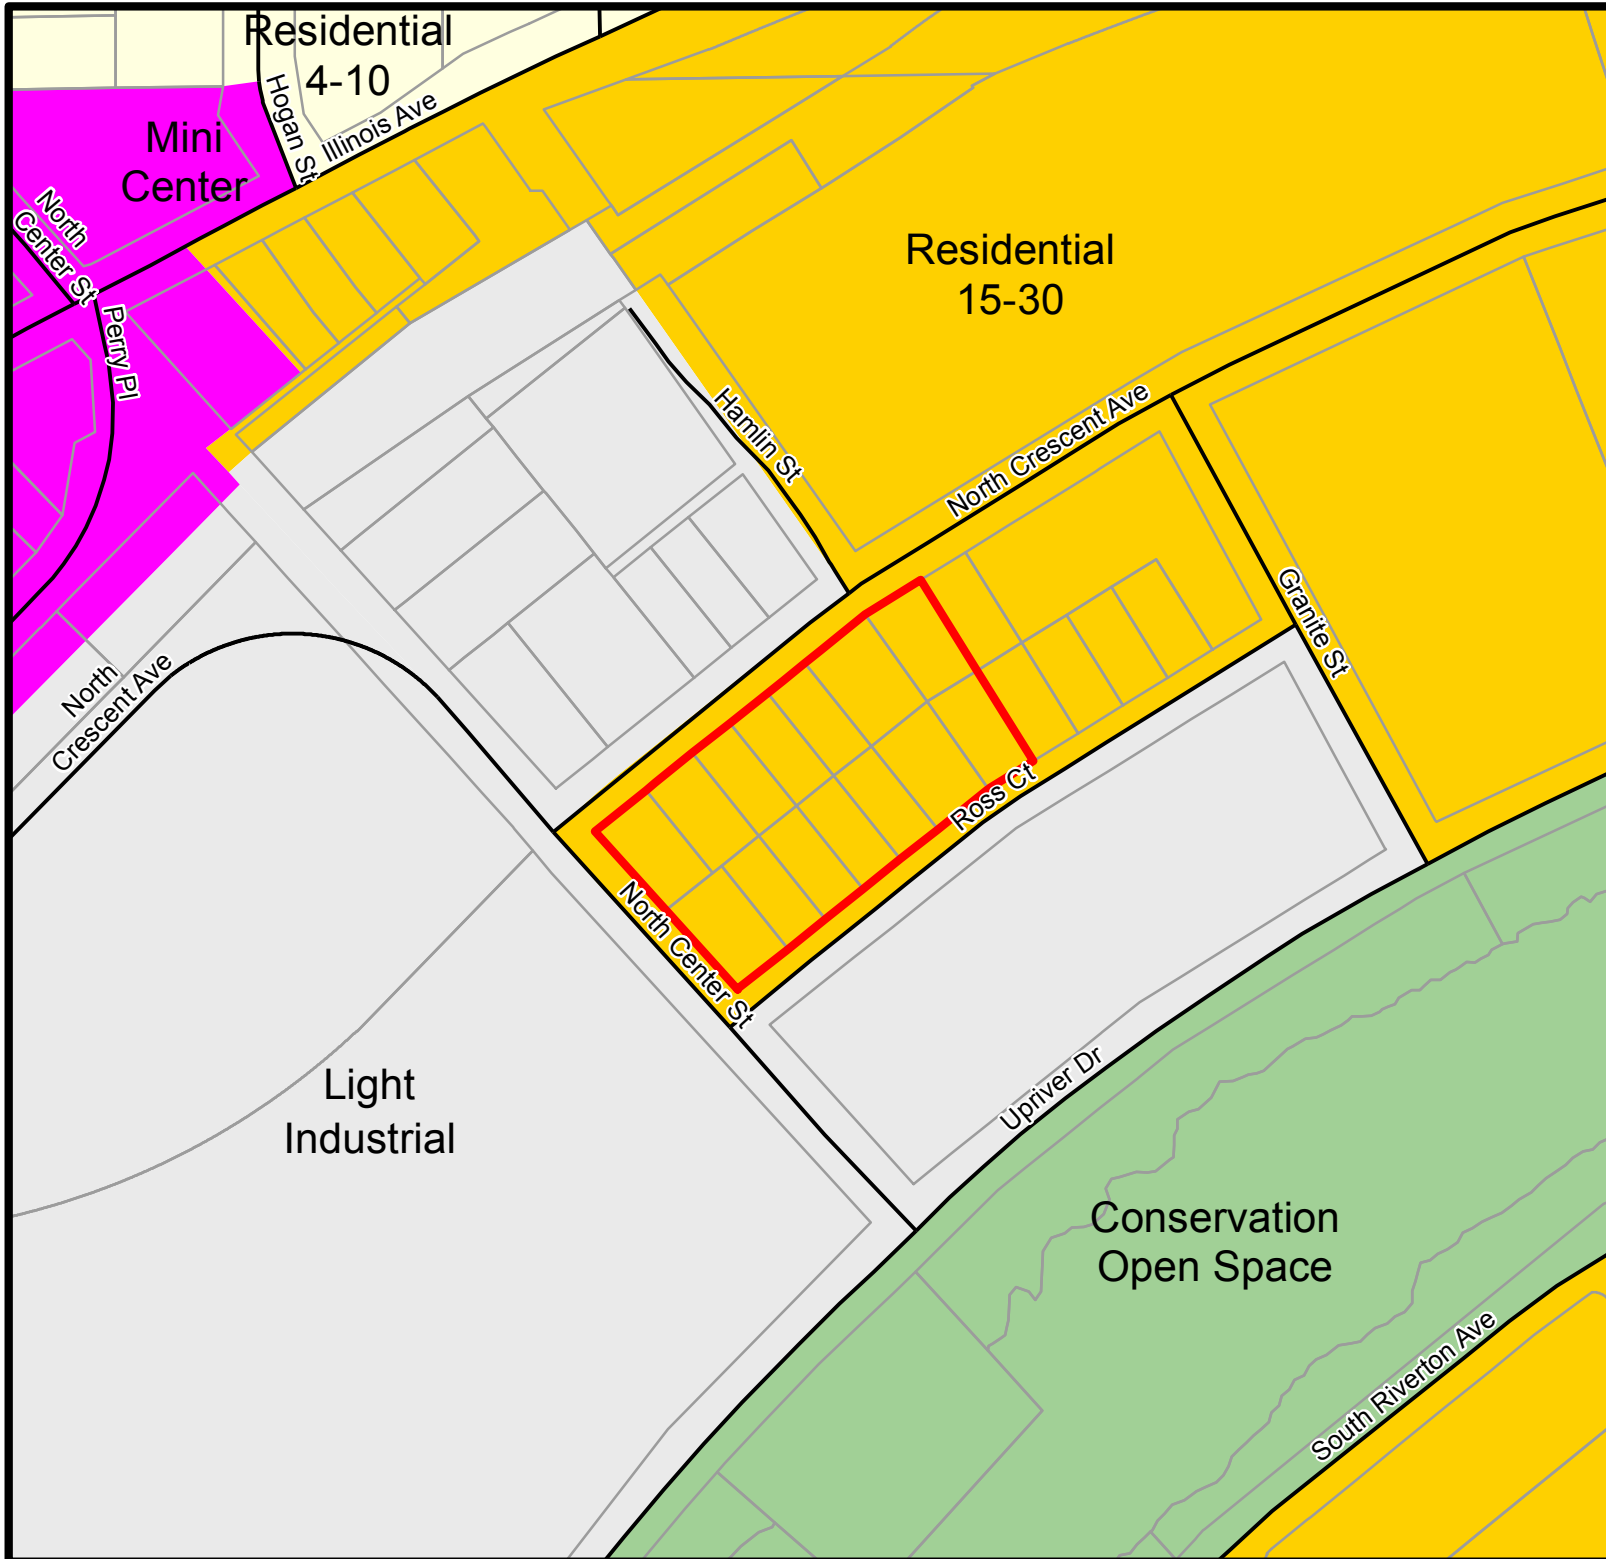 Residential
4-10
Hogan St
Illinois Ave
Mini
Center
North
Center St
Perry Pl
Residential
15-30
Hamlin St
North Crescent Ave
Granite St
North
Crescent Ave
Ross Ct
North Center St
Light
Industrial
Upriver Dr
Conservation
Open Space
South Riverton Ave